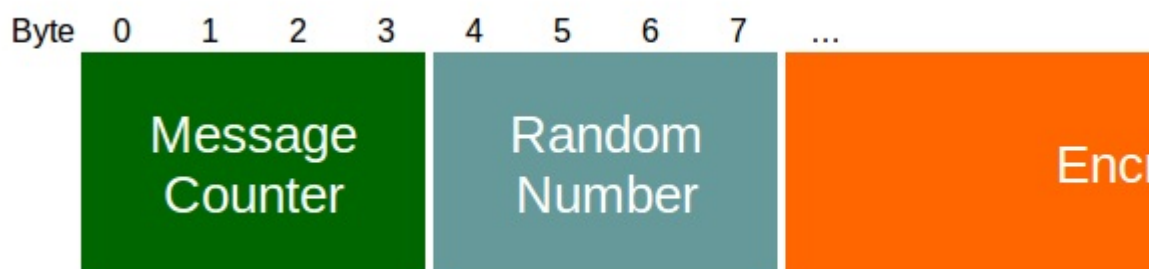 Byte 0 1 2 3 4 5 6 7 ...
Message
Counter
Random
Number